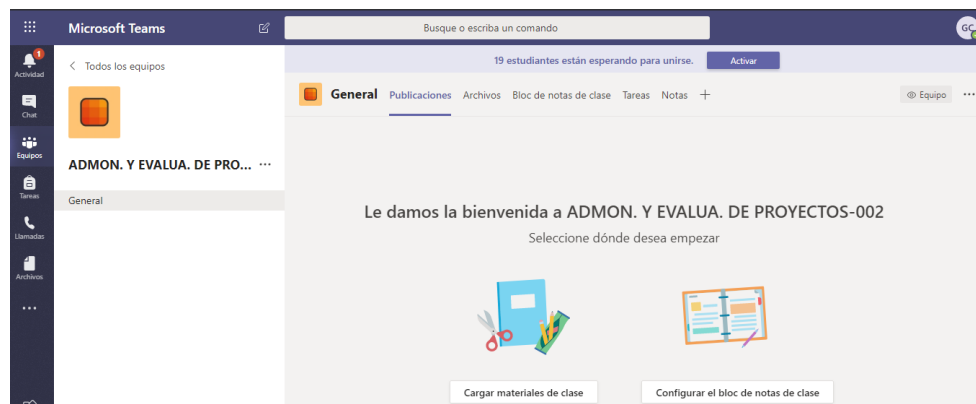 Microsoft Teams
Busque o escriba un comando
GC
1
Actividad
Chat
Equipos
Tareas
Llamadas
Archivos
Todos los equipos
ADMON. Y EVALUA. DE PRO...
General
19 estudiantes están esperando para unirse. Activar
General Publicaciones Archivos Bloc de notas de clase Tareas Notas
Equipo
Le damos la bienvenida a ADMON. Y EVALUA. DE PROYECTOS-002
Seleccione dónde desea empezar
Cargar materiales de clase
Configurar el bloc de notas de clase